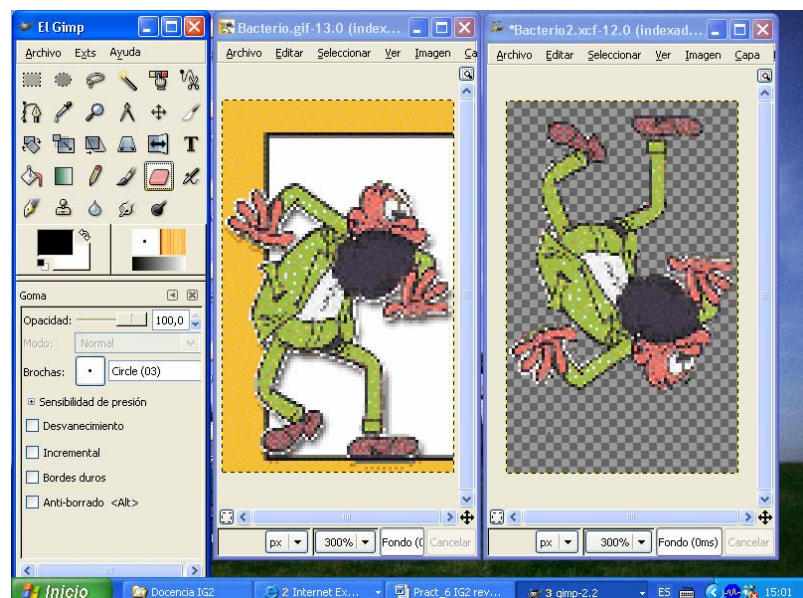 El Gimp
Archivo Exts Ayuda
T
Goma
Opacidad: 100,0
Modo: Normal
Brochas: Circle (03)
Sensibilidad de presión
Desvanecimiento
Incremental
Bordes duros
Anti-borrado <Alt>
Bacterio.gif-13.0 (index...
Archivo Editar Seleccionar Ver Imagen Ca
px 300% Fondo (0 Cancelar
*Bacterio2.xcf-12.0 (indexad...
Archivo Editar Seleccionar Ver Imagen Capa
px 300% Fondo (0ms) Cancelar
Inicio Docencia IG2 2 Internet Ex... Pract_6 IG2 rev... 3 gimp-2.2 ES 15:01